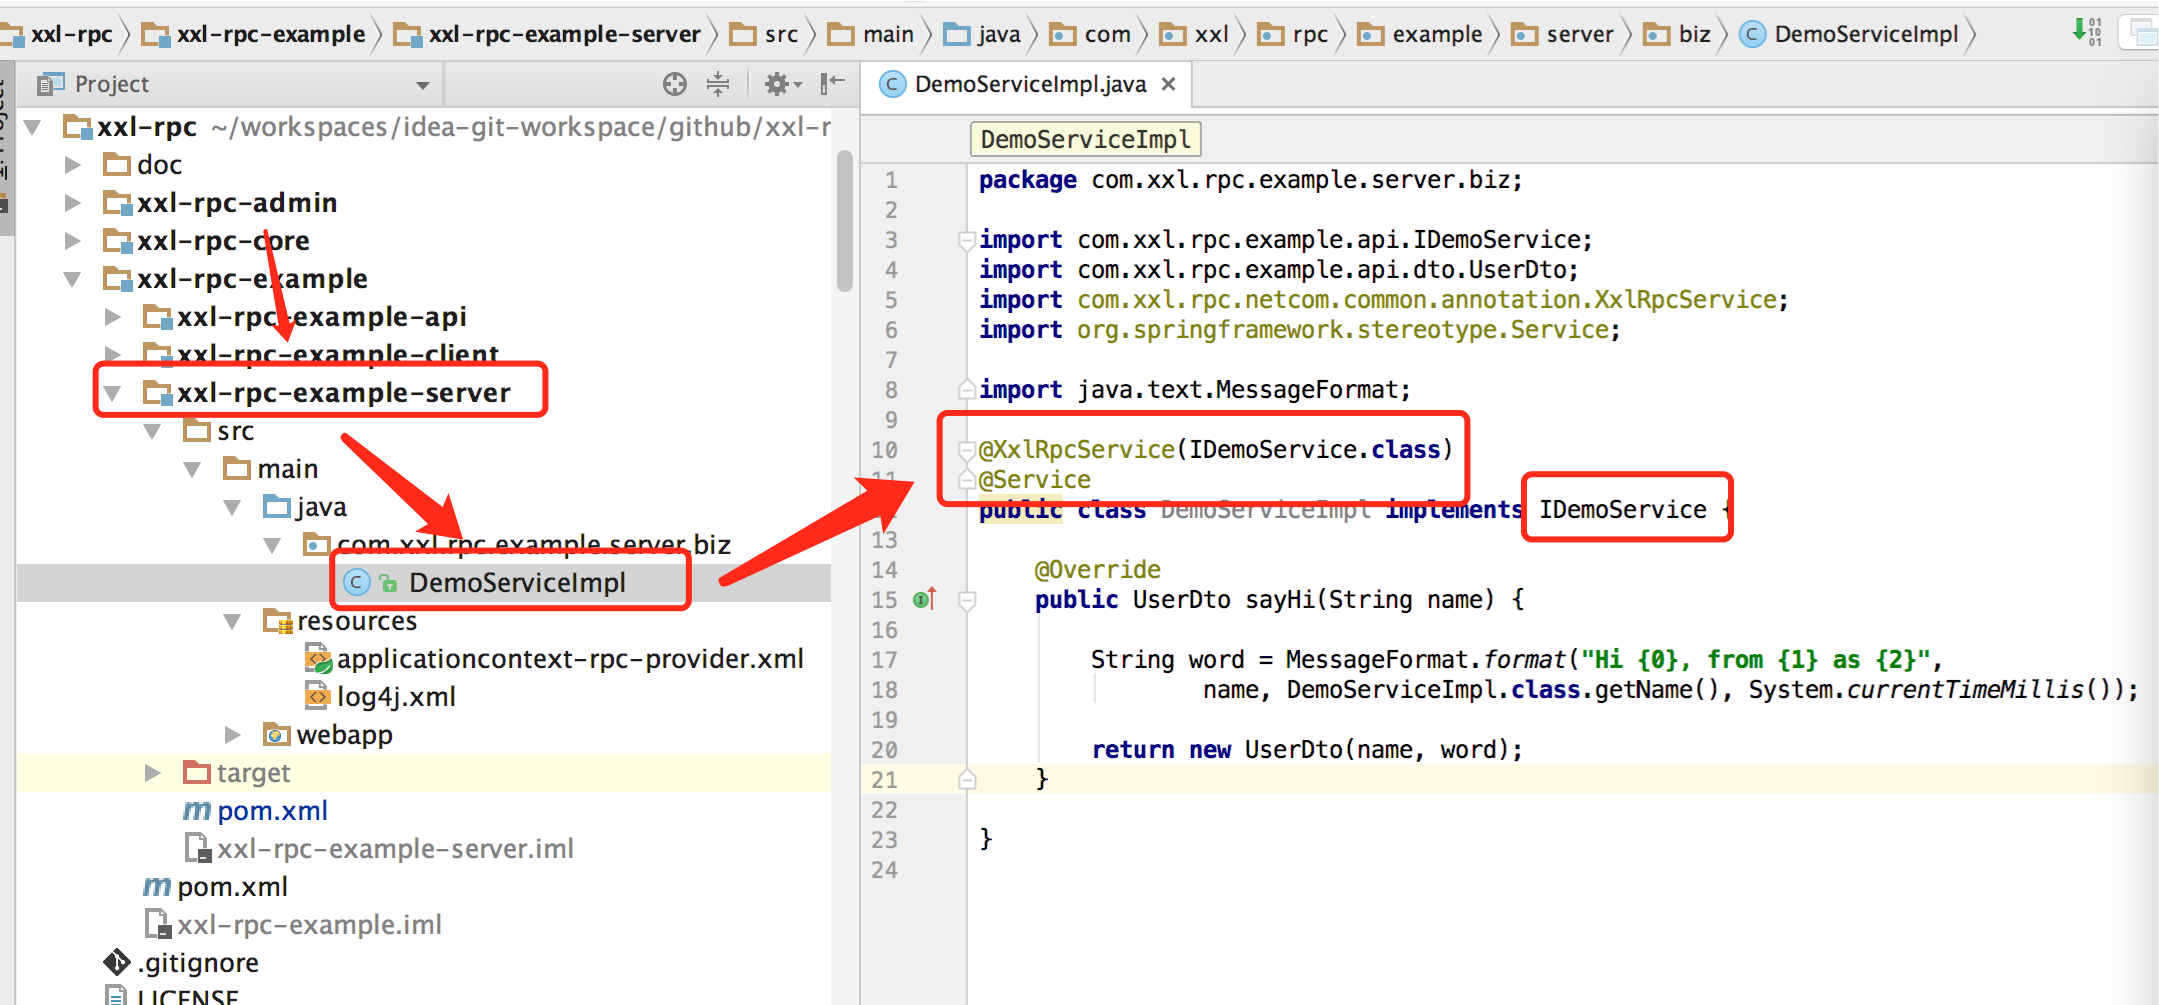 xxl-rpc xxl-rpc-example xxl-rpc-example-server src main java com xxl rpc example server biz DemoServiceImpl
Project
xxl-rpc ~/workspaces/idea-git-workspace/github/xxl-r
doc
xxl-rpc-admin
xxl-rpc-core
xxl-rpc-example
xxl-rpc-example-api
xxl-rpc-example-client
xxl-rpc-example-server
src
main
java
com.xxl.rpc.example.server.biz
DemoServiceImpl
resources
applicationcontext-rpc-provider.xml
log4j.xml
webapp
target
pom.xml
xxl-rpc-example-server.iml
pom.xml
xxl-rpc-example.iml
.gitignore
LICENSE
DemoServiceImpl.java
DemoServiceImpl
1 package com.xxl.rpc.example.server.biz;
2
3 import com.xxl.rpc.example.api.IDemoService;
4 import com.xxl.rpc.example.api.dto.UserDto;
5 import com.xxl.rpc.netcom.common.annotation.XxlRpcService;
6 import org.springframework.stereotype.Service;
7
8 import java.text.MessageFormat;
9
10 @XxlRpcService(IDemoService.class)
11 @Service
public class DemoServiceImpl implements IDemoService {
13
14 @Override
15 public UserDto sayHi(String name) {
16
17 String word = MessageFormat.format("Hi {0}, from {1} as {2}",
18 name, DemoServiceImpl.class.getName(), System.currentTimeMillis());
19
20 return new UserDto(name, word);
21 }
22
23 }
24